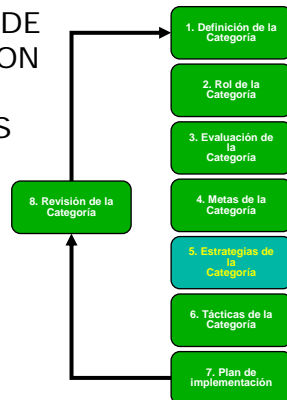 DE
ON
S
1. Definición de la
Categoría
2. Rol de la
Categoría
3. Evaluación de
la
Categoría
4. Metas de la
Categoría
5. Estrategias de
la
Categoría
6. Tácticas de la
Categoría
7. Plan de
implementación
8. Revisión de la
Categoría